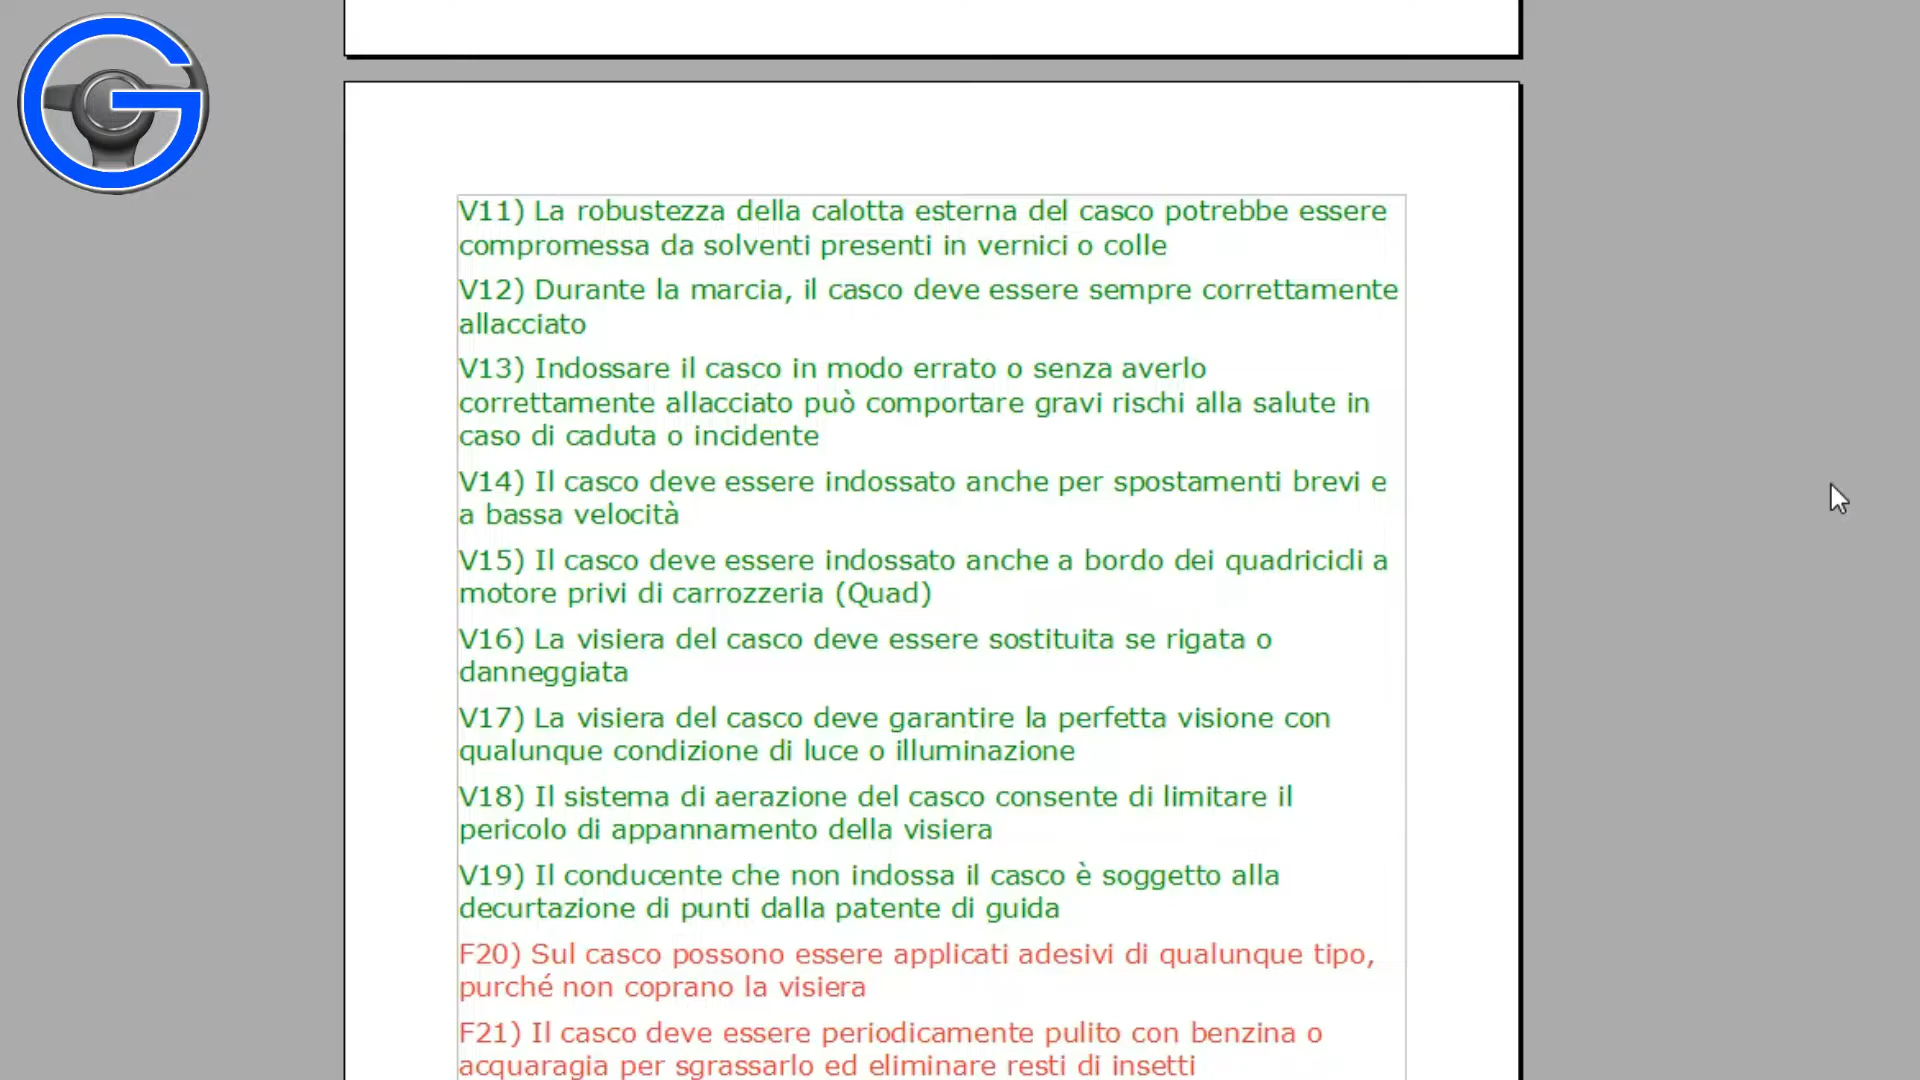 G
V11) La robustezza della calotta esterna del casco potrebbe essere
compromessa da solventi presenti in vernici o colle
V12) Durante la marcia, il casco deve essere sempre correttamente
allacciato
V13) Indossare il casco in modo errato o senza averlo
correttamente allacciato può comportare gravi rischi alla salute in
caso di caduta o incidente
V14) Il casco deve essere indossato anche per spostamenti brevi e
a bassa velocità
V15) Il casco deve essere indossato anche a bordo dei quadricicli a
motore privi di carrozzeria (Quad)
V16) La visiera del casco deve essere sostituita se rigata o
danneggiata
V17) La visiera del casco deve garantire la perfetta visione con
qualunque condizione di luce o illuminazione
V18) Il sistema di aerazione del casco consente di limitare il
pericolo di appannamento della visiera
V19) Il conducente che non indossa il casco è soggetto alla
decurtazione di punti dalla patente di guida
F20) Sul casco possono essere applicati adesivi di qualunque tipo,
purché non coprano la visiera
F21) Il casco deve essere periodicamente pulito con benzina o
acquaragia per sgrassarlo ed eliminare resti di insetti